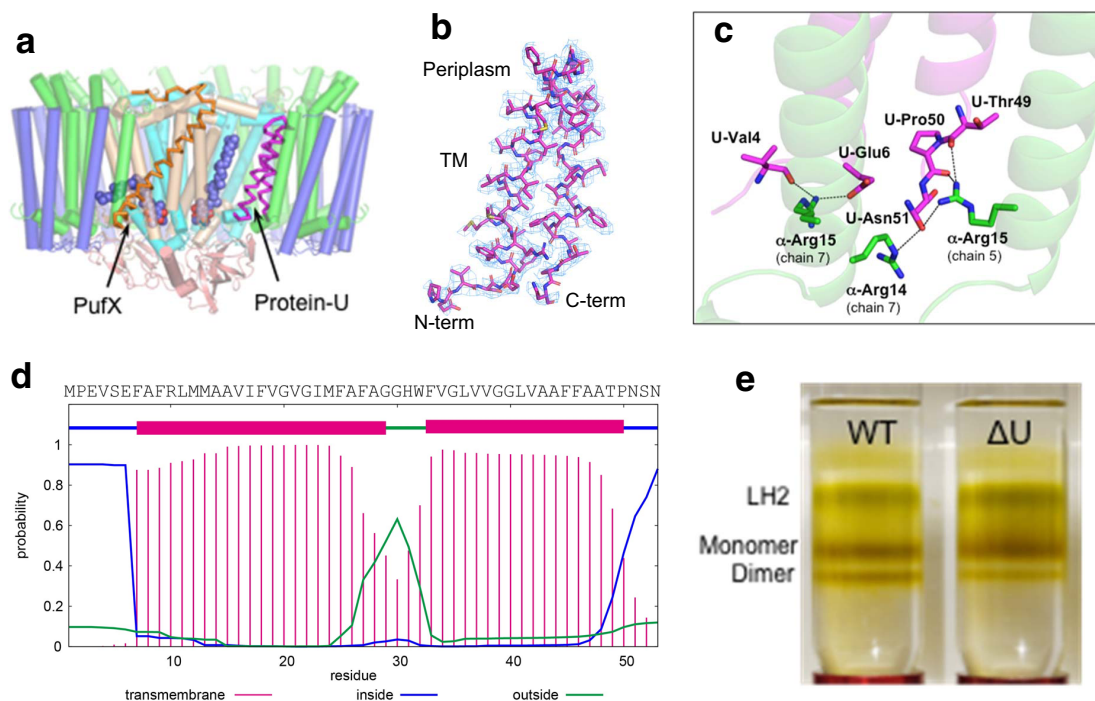 a
PufX
Protein-U
b
Periplasm
TM
N-term
C-term
c
U-Thr49
U-Pro50
U-Val4
U-Glu6
U-Asn51
α-Arg15
(chain 7)
α-Arg15
(chain 5)
α-Arg14
(chain 7)
d
MPEVSEFAFRLMMAAVIFVGVGIMFAFAGGHWFVGLVVGGLVAAFFAATPNSN
1
0.8
0.6
0.4
0.2
0
probability
10 20 30 40 50
residue
transmembrane inside outside
e
WT ΔU
LH2
Monomer
Dimer